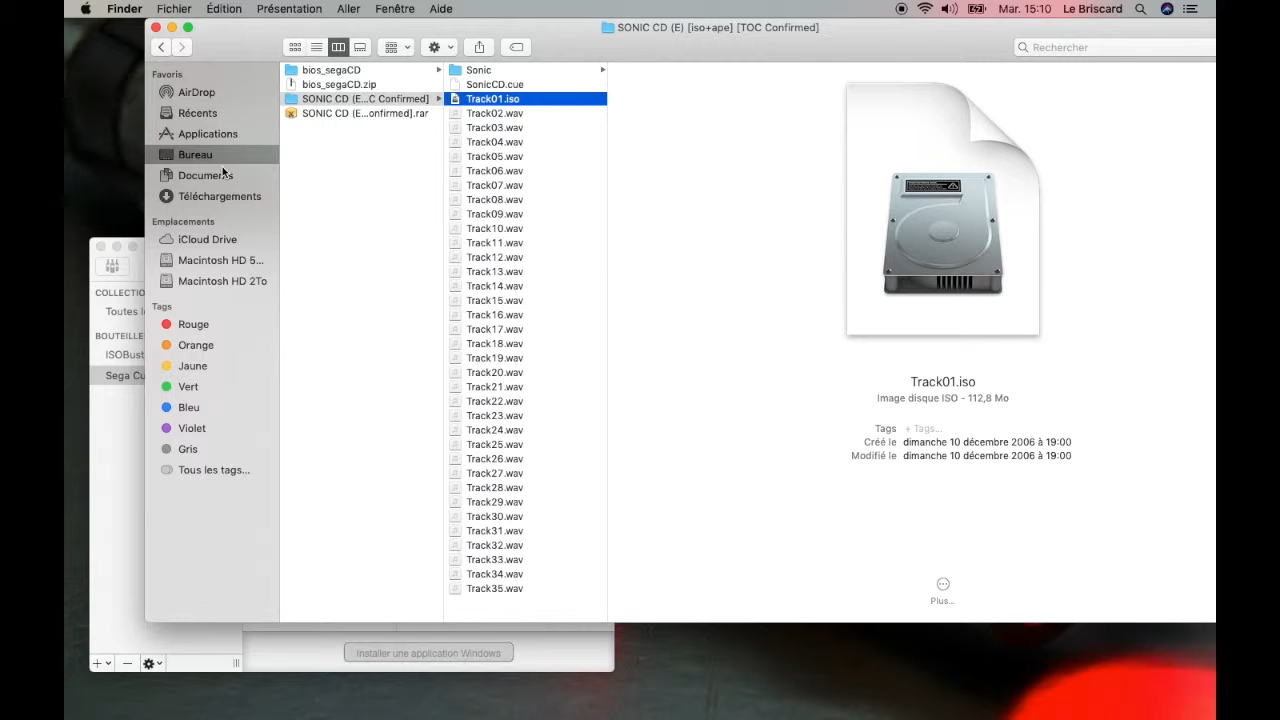 Finder Fichier Édition Présentation Aller Fenêtre Aide Mar. 15:10 Le Briscard
SONIC CD (E) [iso+ape] [TOC Confirmed]
Rechercher
Favoris
AirDrop
Récents
Applications
Bureau
Documents
Téléchargements
Emplacements
iCloud Drive
Macintosh HD 5...
Macintosh HD 2To
Tags
Rouge
Orange
Jaune
Vert
Bleu
Violet
Gris
Tous les tags...
bios_segaCD
bios_segaCD.zip
SONIC CD (E...C Confirmed]
SONIC CD (E...onfirmed].rar
Sonic
SonicCD.cue
Track01.iso
Track02.wav
Track03.wav
Track04.wav
Track05.wav
Track06.wav
Track07.wav
Track08.wav
Track09.wav
Track10.wav
Track11.wav
Track12.wav
Track13.wav
Track14.wav
Track15.wav
Track16.wav
Track17.wav
Track18.wav
Track19.wav
Track20.wav
Track21.wav
Track22.wav
Track23.wav
Track24.wav
Track25.wav
Track26.wav
Track27.wav
Track28.wav
Track29.wav
Track30.wav
Track31.wav
Track32.wav
Track33.wav
Track34.wav
Track35.wav
Track01.iso
Image disque ISO - 112,8 Mo
Tags + Tags...
Créé le dimanche 10 décembre 2006 à 19:00
Modifié le dimanche 10 décembre 2006 à 19:00
Plus...
COLLECTIO
Toutes l
BOUTEILLE
ISOBust
Sega Cu
Installer une application Windows